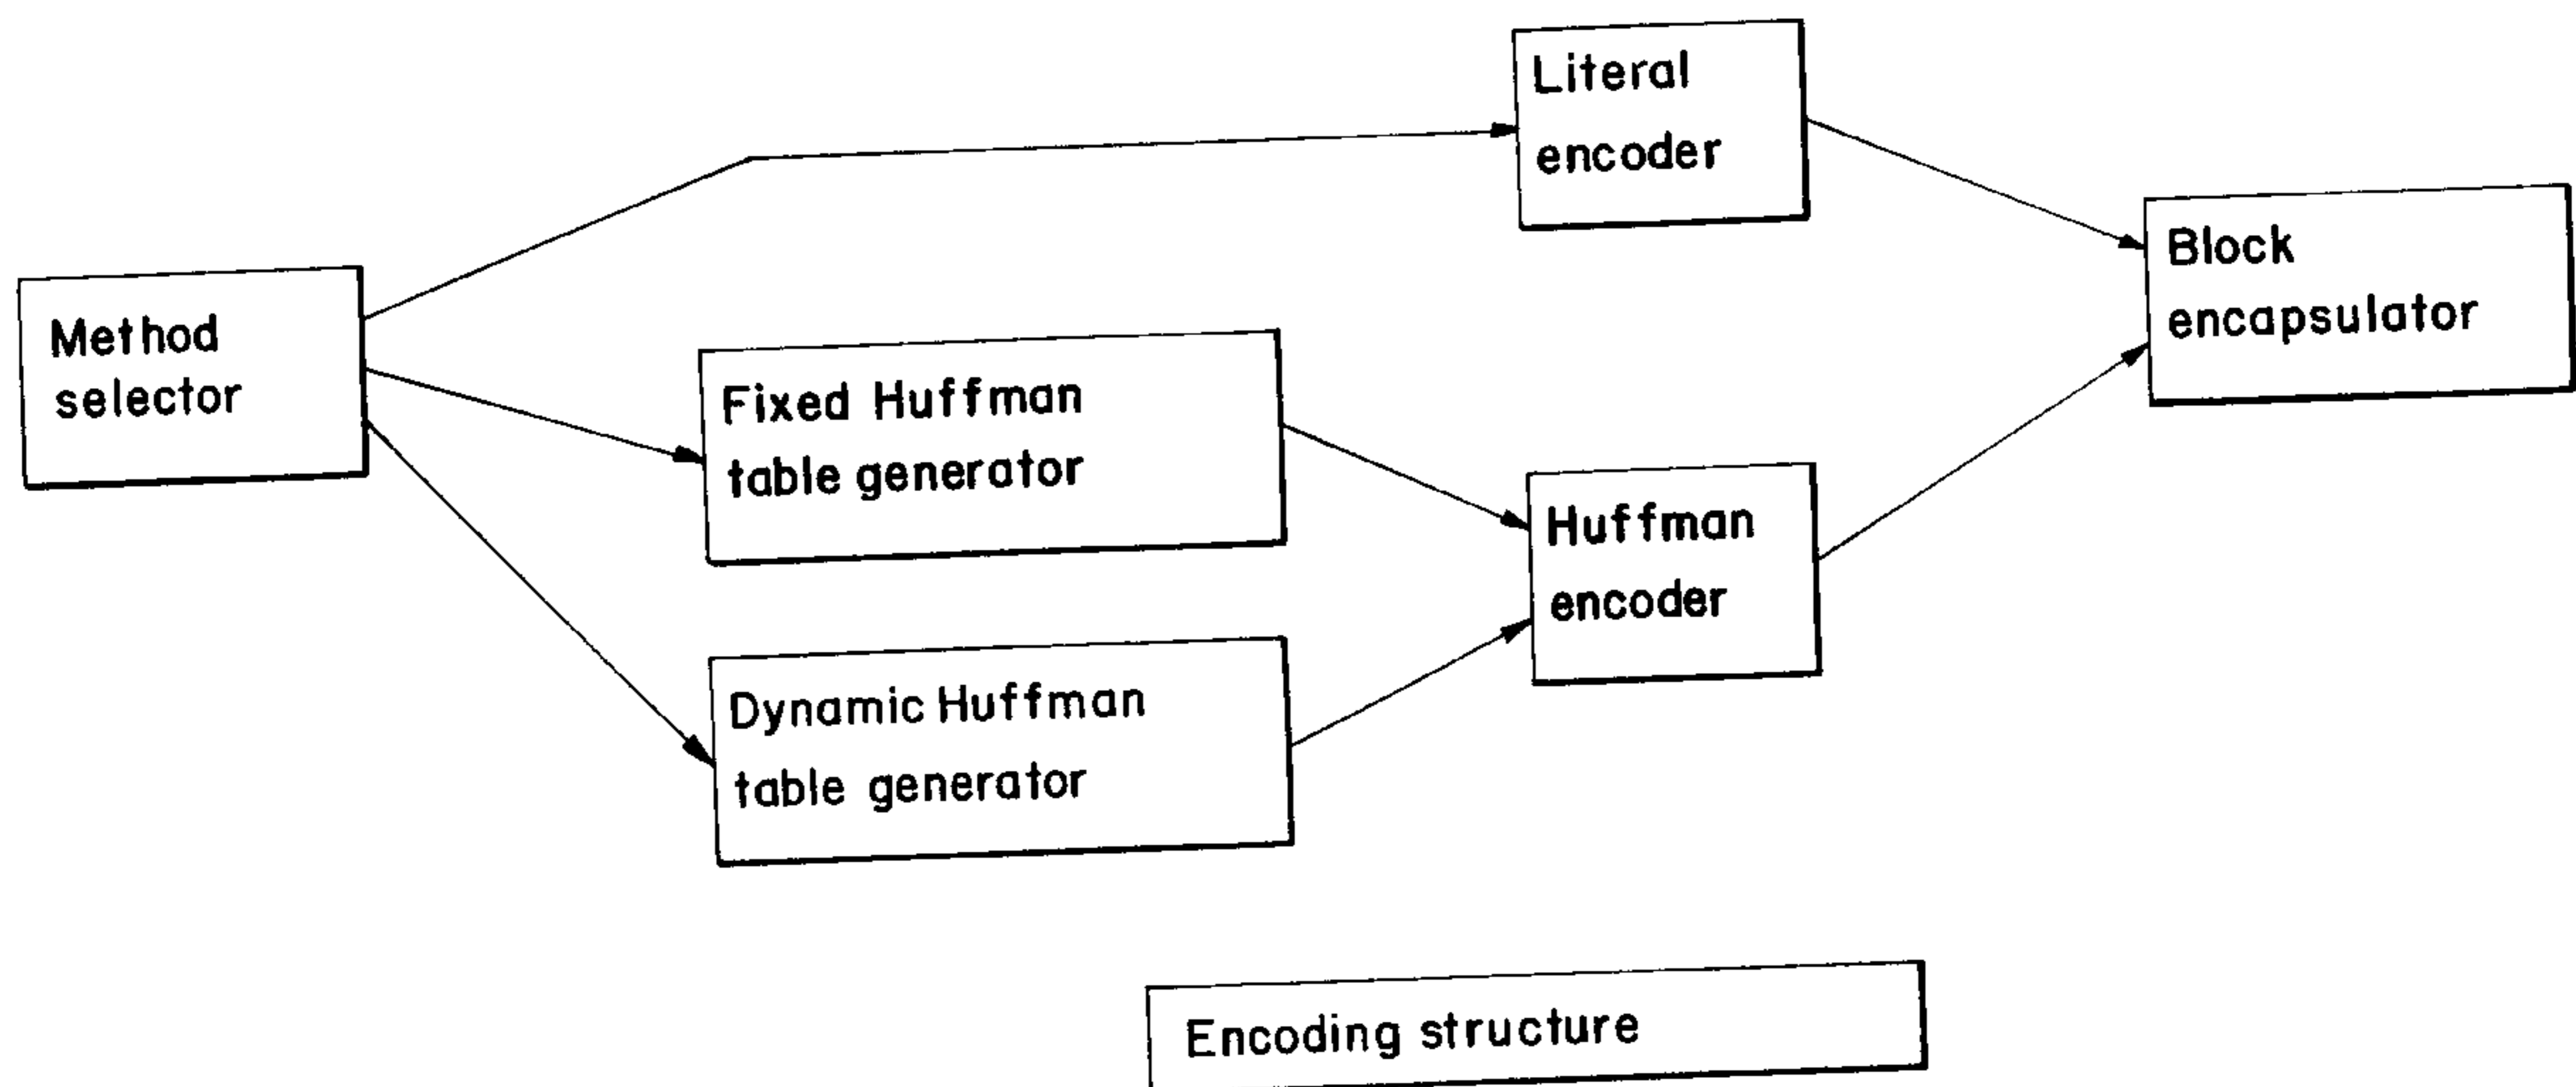 Literal
encoder
Block
encapsulator
Method
selector
Fixed Huffman
table generator
Huffman
encoder
Dynamic Huffman
table generator
Encoding structure